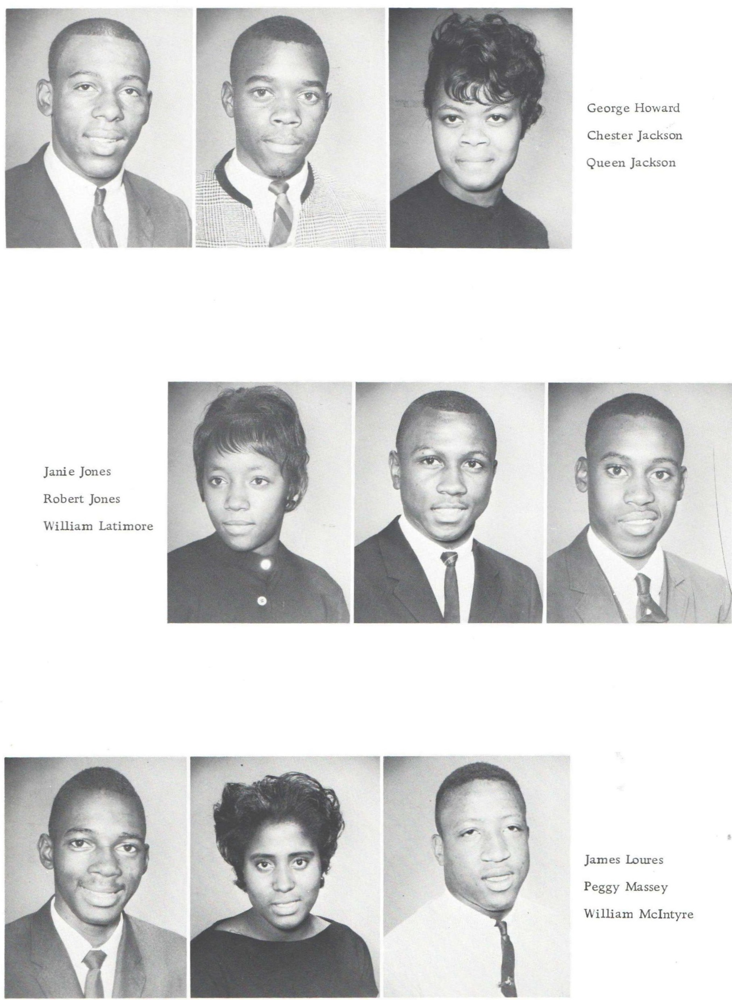 George Howard
Chester Jackson
Queen Jackson
Janie Jones
Robert Jones
William Latimore
James Loures
Peggy Massey
William McIntyre